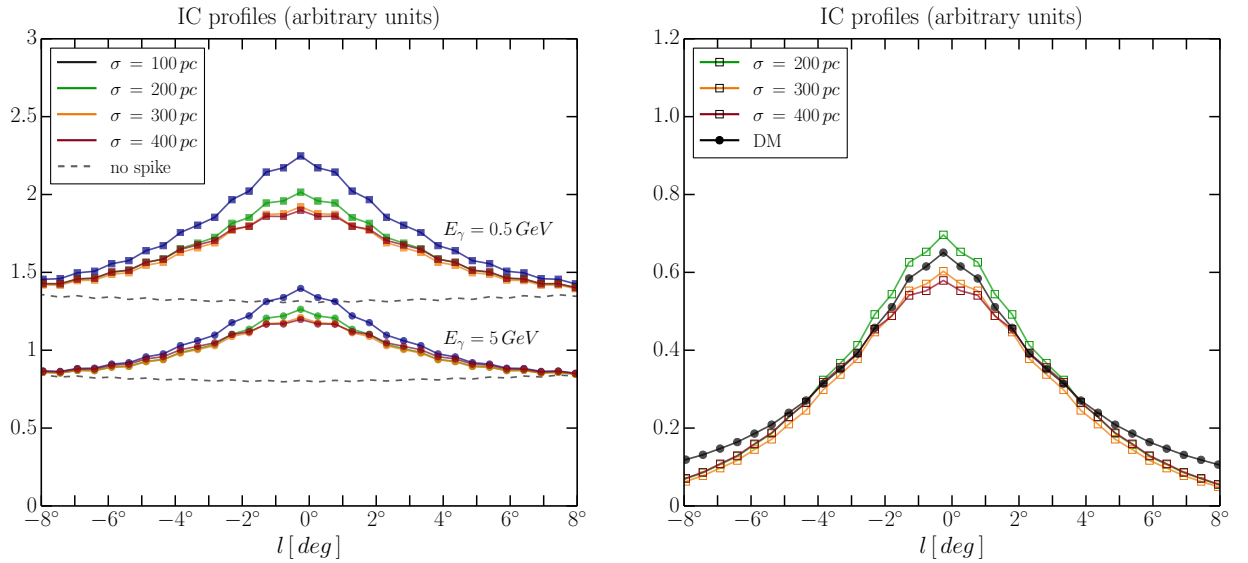 IC profiles (arbitrary units)
3
2.5
2
1.5
1
0.5
0
σ = 100 pc
σ = 200 pc
σ = 300 pc
σ = 400 pc
no spike
E_γ = 0.5 GeV
E_γ = 5 GeV
−8° −6° −4° −2° 0° 2° 4° 6° 8°
l [ deg ]
IC profiles (arbitrary units)
1.2
1.0
0.8
0.6
0.4
0.2
0
σ = 200 pc
σ = 300 pc
σ = 400 pc
DM
−8° −6° −4° −2° 0° 2° 4° 6° 8°
l [ deg ]